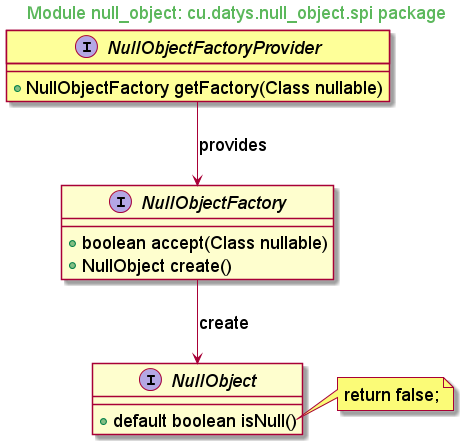 Module null_object: cu.datys.null_object.spi package
I NullObjectFactoryProvider
NullObjectFactory getFactory(Class nullable)
provides
I NullObjectFactory
boolean accept(Class nullable)
NullObject create()
create
I NullObject
default boolean isNull()
return false;